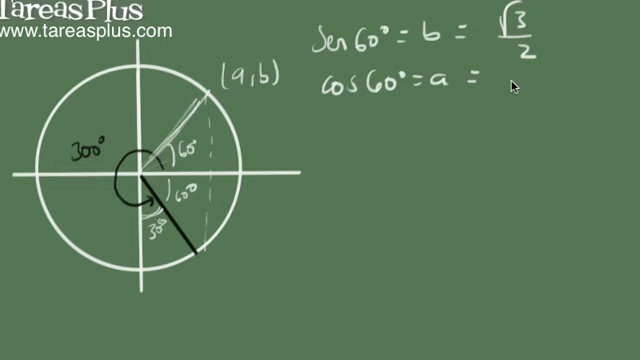 TareasPlus
www.tareasplus.com
Sen 60° = b = √3/2
cos 60° = a =
(a,b)
300°
60°
60°
30°